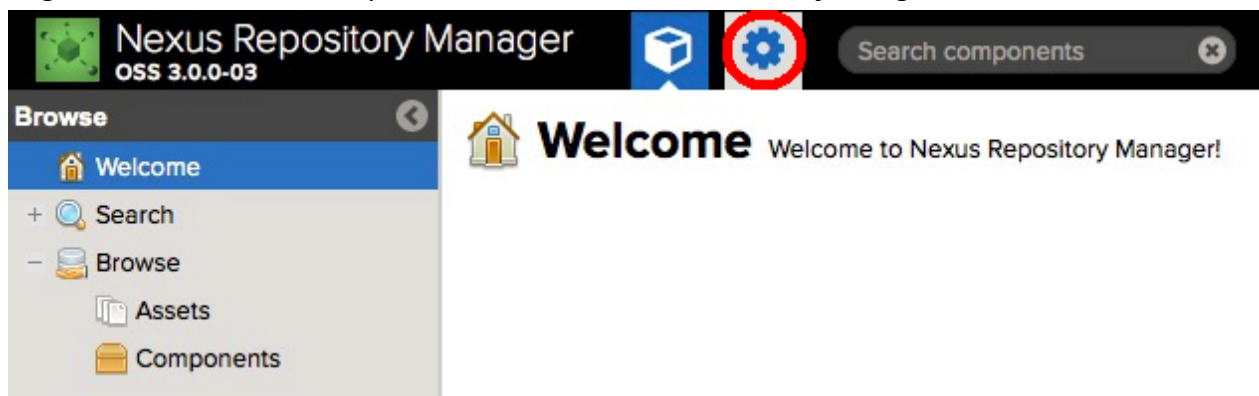 Nexus Repository Manager
OSS 3.0.0-03
Search components
Browse
Welcome
Search
Browse
Assets
Components
Welcome Welcome to Nexus Repository Manager!